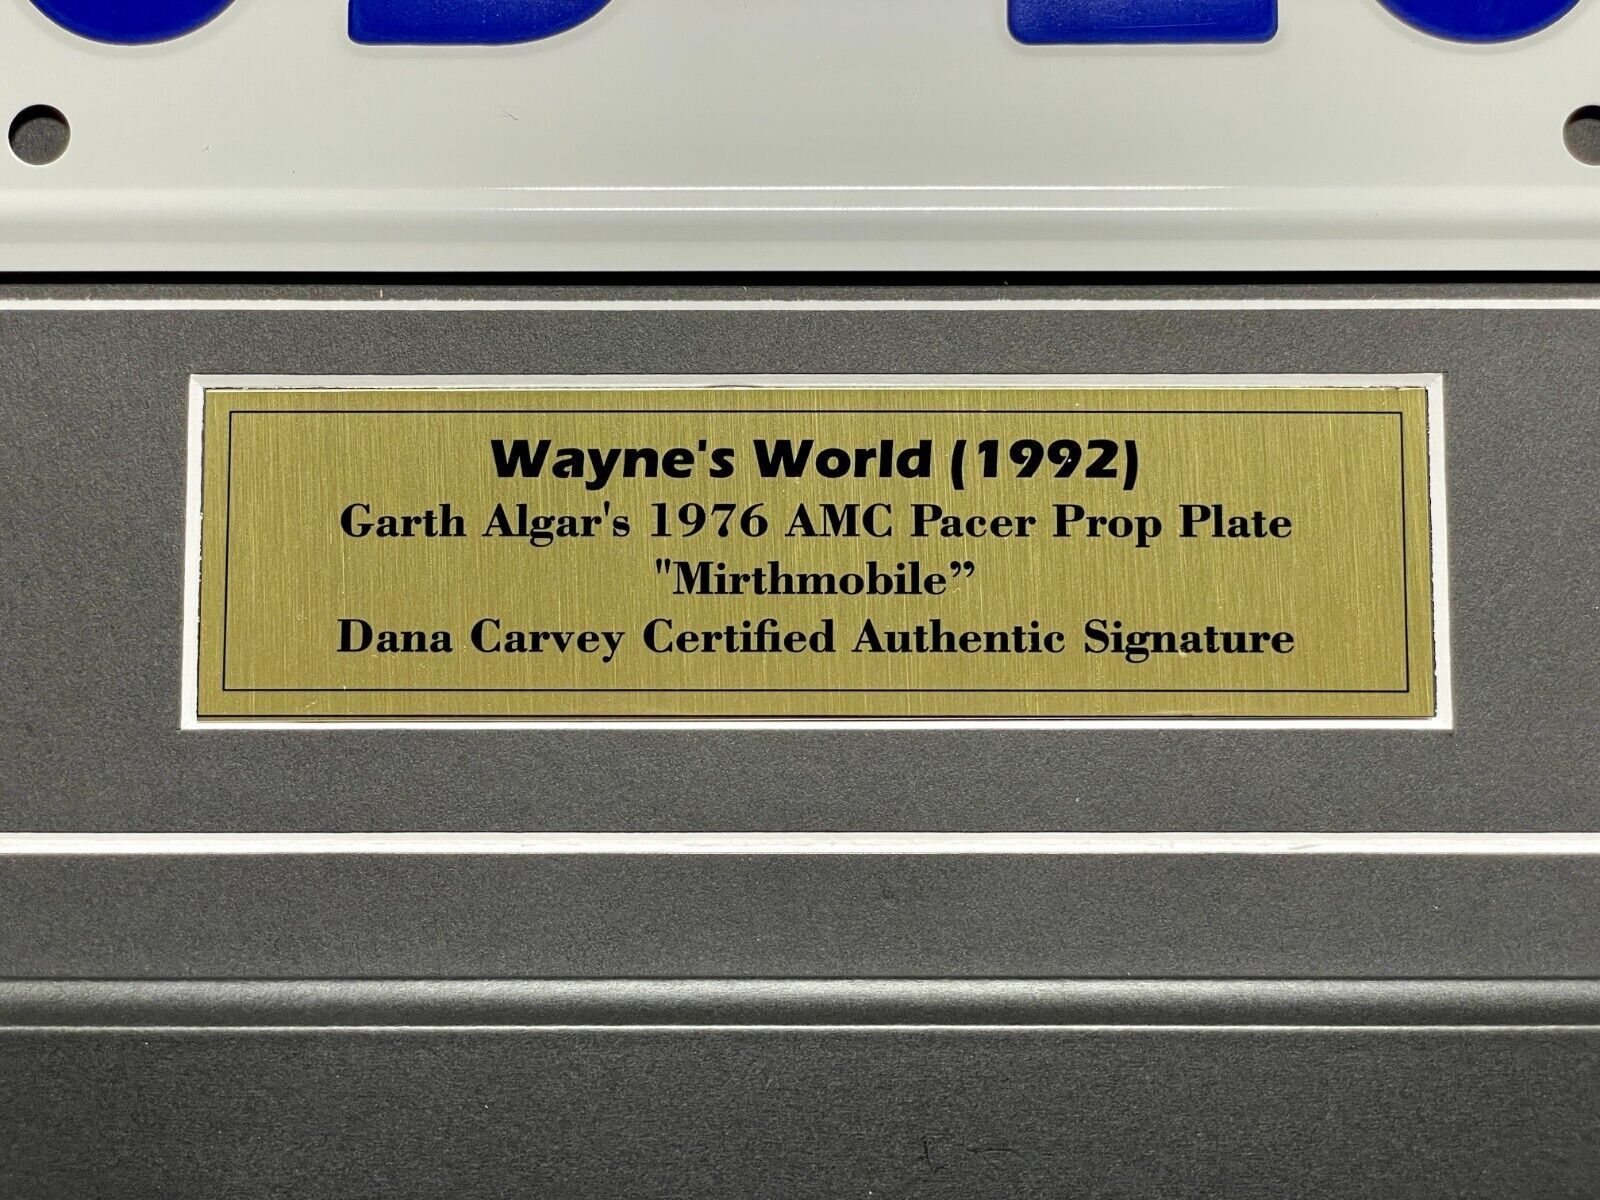 Wayne's World (1992)
Garth Algar's 1976 AMC Pacer Prop Plate
"Mirthmobile”
Dana Carvey Certified Authentic Signature